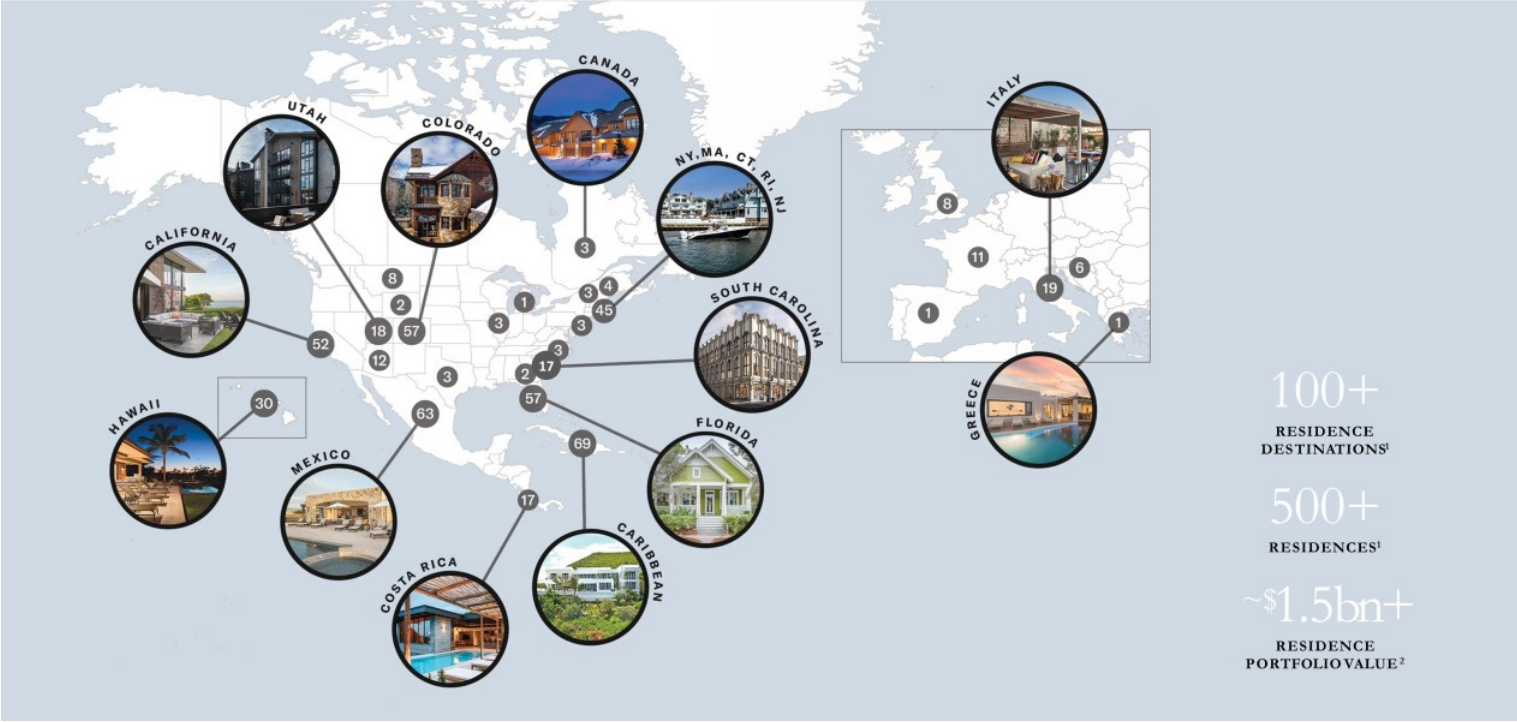 CANADA
ITALY
UTAH
COLORADO
NY, MA, CT, RI, NJ
CALIFORNIA
SOUTH CAROLINA
HAWAII
MEXICO
FLORIDA
GREECE
COSTA RICA
CARIBBEAN
8
3
8
11
6
19
1
1
2
1
3
4
45
3
3
18
57
52
12
3
17
2
3
57
30
63
69
17
100+
RESIDENCE
DESTINATIONS¹
500+
RESIDENCES¹
~$1.5bn+
RESIDENCE
PORTFOLIO VALUE²